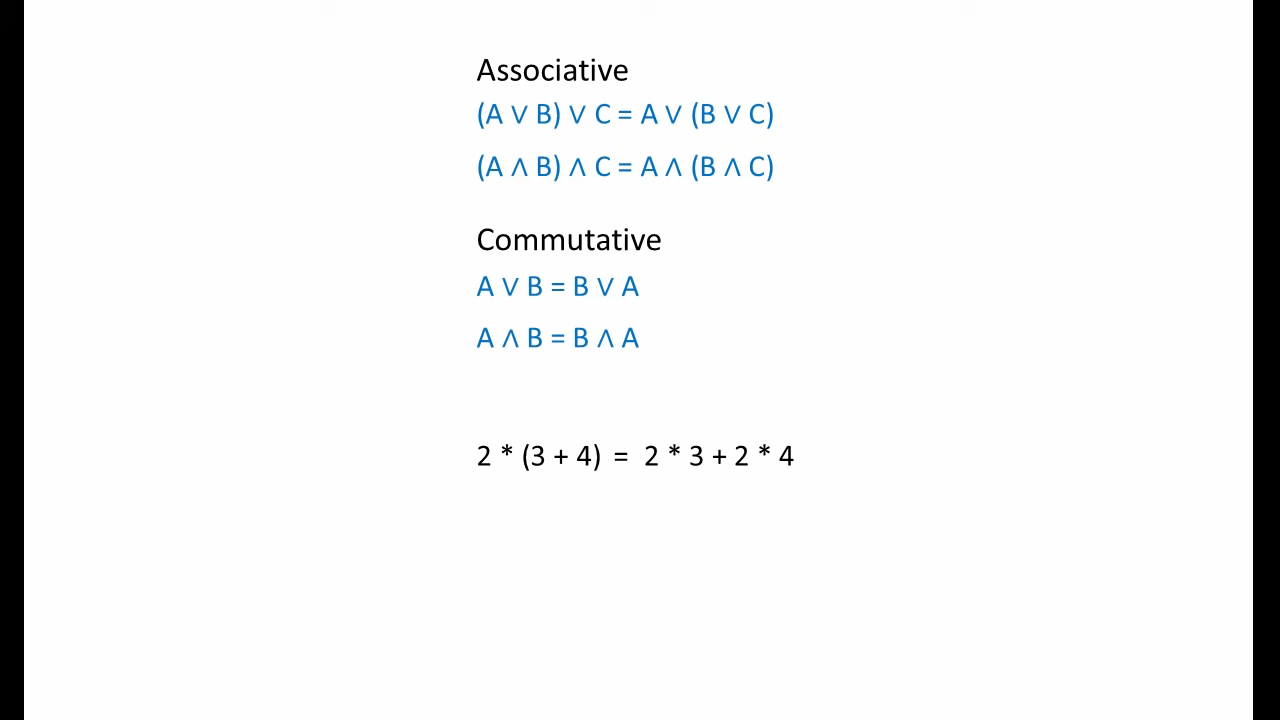 Associative
(A ∨ B) ∨ C = A ∨ (B ∨ C)
(A ∧ B) ∧ C = A ∧ (B ∧ C)
Commutative
A ∨ B = B ∨ A
A ∧ B = B ∧ A
2 * (3 + 4) = 2 * 3 + 2 * 4